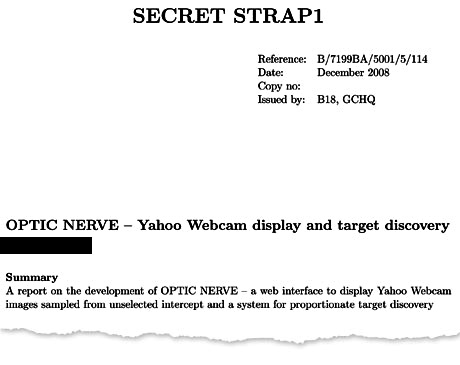 SECRET STRAP1
Reference: B/7199BA/5001/5/114
Date: December 2008
Copy no:
Issued by: B18, GCHQ
OPTIC NERVE – Yahoo Webcam display and target discovery
Summary
A report on the development of OPTIC NERVE – a web interface to display Yahoo Webcam
images sampled from unselected intercept and a system for proportionate target discovery